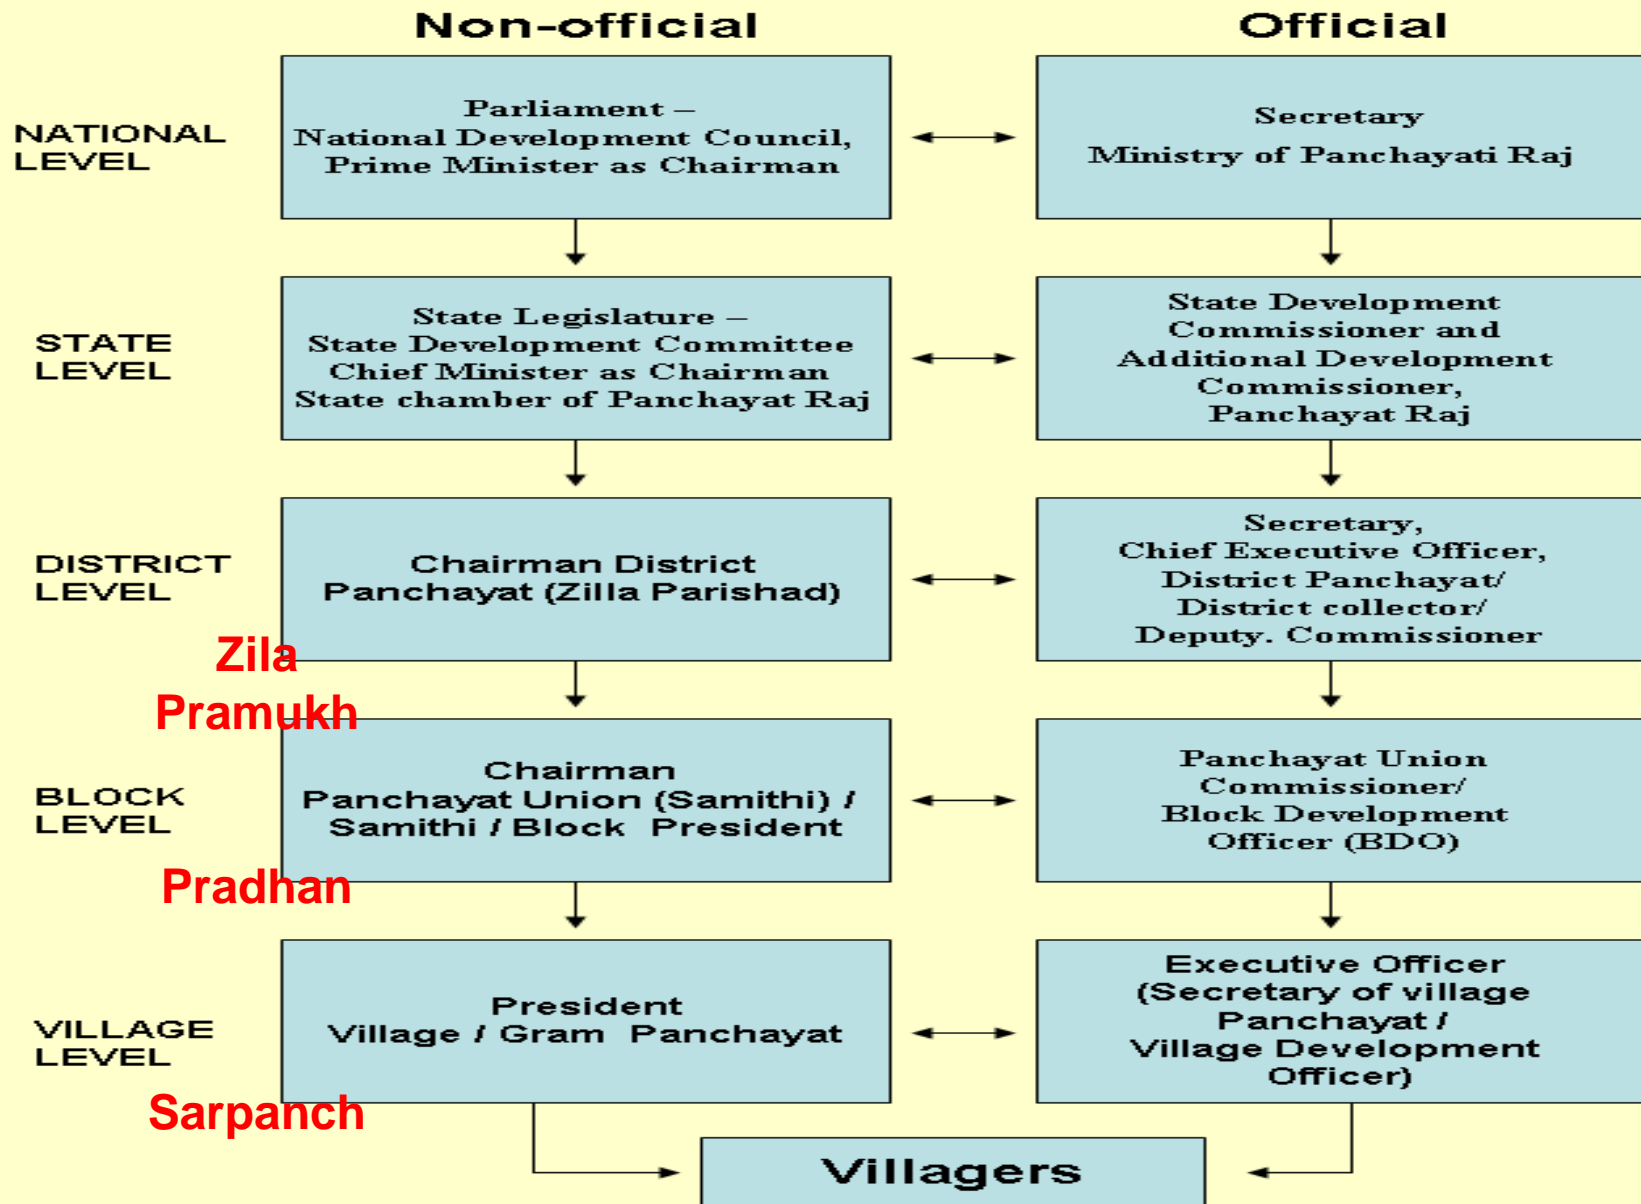 Non-official
Official
NATIONAL
LEVEL
Parliament –
National Development Council,
Prime Minister as Chairman
Secretary
Ministry of Panchayati Raj
STATE
LEVEL
State Legislature –
State Development Committee
Chief Minister as Chairman
State chamber of Panchayat Raj
State Development
Commissioner and
Additional Development
Commissioner,
Panchayat Raj
DISTRICT
LEVEL
Chairman District
Panchayat (Zilla Parishad)
Secretary,
Chief Executive Officer,
District Panchayat/
District collector/
Deputy. Commissioner
Zila
Pramukh
BLOCK
LEVEL
Chairman
Panchayat Union (Samithi) /
Samithi / Block President
Panchayat Union
Commissioner/
Block Development
Officer (BDO)
Pradhan
VILLAGE
LEVEL
President
Village / Gram Panchayat
Executive Officer
(Secretary of village
Panchayat /
Village Development
Officer)
Sarpanch
Villagers